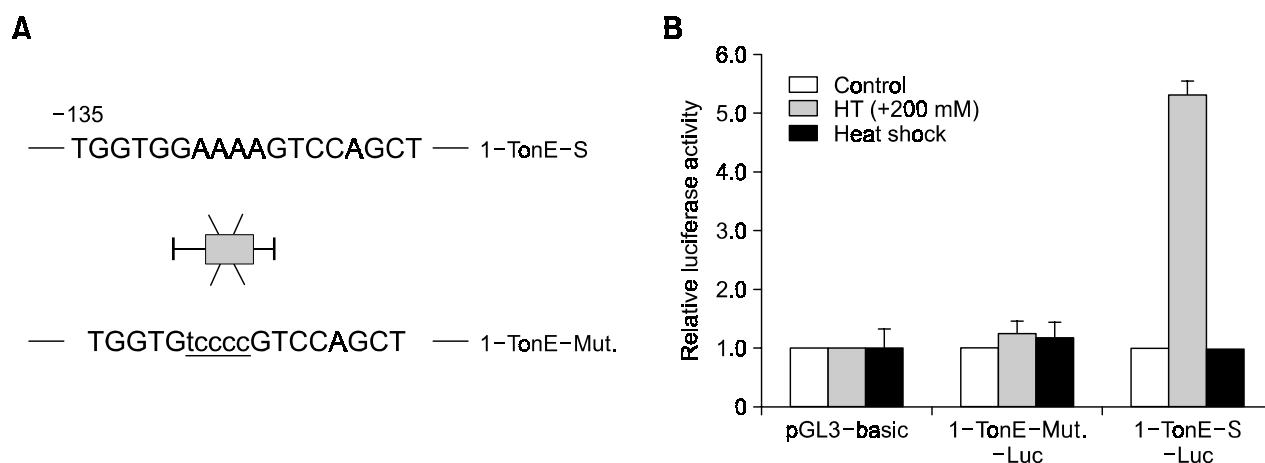 A
−135
TGGTGGAAAAGTCCAGCT
1−TonE−S
TGGTGtccccGTCCAGCT
1−TonE−Mut.
B
Relative luciferase activity
6.0
5.0
4.0
3.0
2.0
1.0
0
Control
HT (+200 mM)
Heat shock
pGL3−basic
1−TonE−Mut.
−Luc
1−TonE−S
−Luc